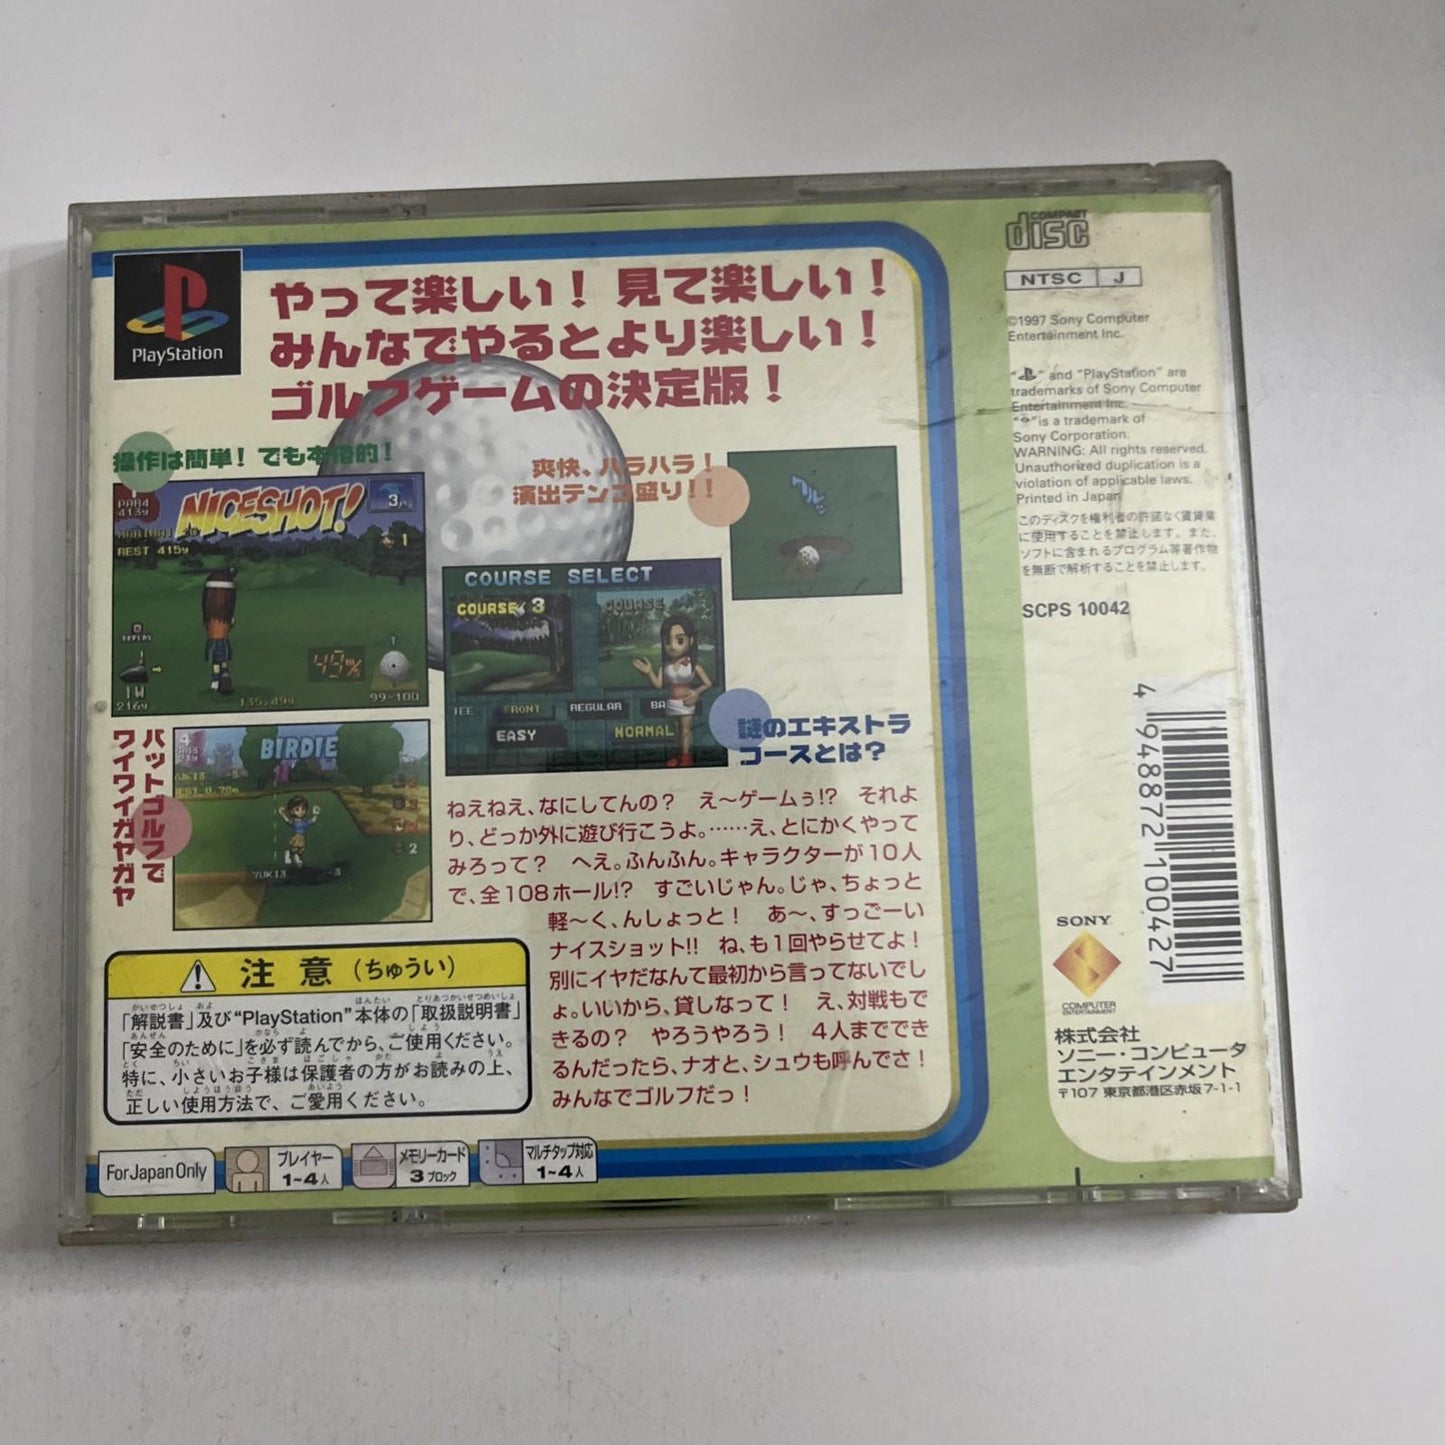 PlayStation
やって楽しい！ 見て楽しい！
みんなでやるとより楽しい！
ゴルフゲームの決定版！
操作は簡単！ でも本格的！
NICESHOT!
PAR4
413y
REST 415y
3
1
REPLAY
49%
1W
216y
135.49y
99-100
爽快、ハラハラ！
演出テンコ盛り！！
COURSE SELECT
COURSE 3
COURSE
TEE FRONT REGULAR BA
EASY NORMAL
謎のエキストラ
コースとは？
パットゴルフで
ワイワイガヤガヤ
BIRDIE
YUKI3
YUKI3 -3
ねえねえ、なにしてんの？ え〜ゲームぅ!? それよ
り、どっか外に遊び行こうよ。……え、とにかくやって
みろって？ へえ。ふんふん。キャラクターが10人
で、全108ホール!? すごいじゃん。じゃ、ちょっと
軽〜く、んしょっと！ あ〜、すっごーい
ナイスショット!! ね、も1回やらせてよ！
別にイヤだなんて最初から言ってないでし
ょ。いいから、貸しなって！ え、対戦もで
きるの？ やろうやろう！ 4人まででき
るんだったら、ナオと、シュウも呼んでさ！
みんなでゴルフだっ！
注意（ちゅうい）
「解説書」及び“PlayStation”本体の「取扱説明書」
「安全のために」を必ず読んでから、ご使用ください。
特に、小さいお子様は保護者の方がお読みの上、
正しい使用方法で、ご愛用ください。
For Japan Only
プレイヤー
1~4人
メモリーカード
3ブロック
マルチタップ対応
1~4人
COMPACT
disc
NTSC J
©1997 Sony Computer
Entertainment Inc.
“ ” and “PlayStation” are
trademarks of Sony Computer
Entertainment Inc.
“ ” is a trademark of
Sony Corporation.
WARNING: All rights reserved.
Unauthorized duplication is a
violation of applicable laws.
Printed in Japan
このディスクを権利者の許諾なく賃貸業
に使用することを禁止します。また、
ソフトに含まれるプログラム等著作物
を無断で解析することを禁止します。
SCPS 10042
4 948872 100427
SONY
COMPUTER
ENTERTAINMENT
株式会社
ソニー・コンピュータ
エンタテインメント
〒107 東京都港区赤坂7-1-1